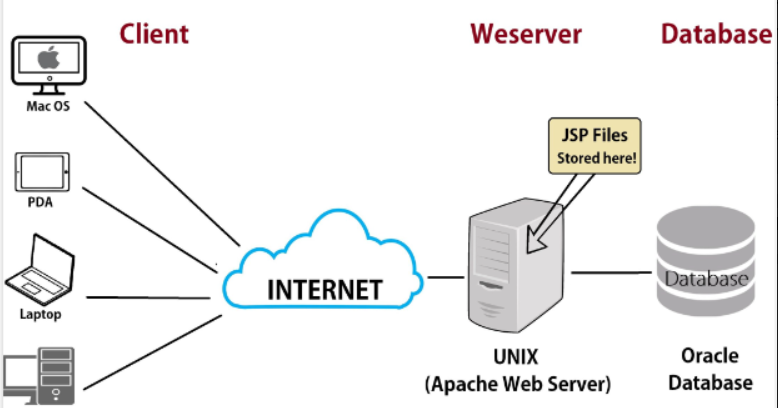 Client
Weserver
Database
Mac OS
JSP Files
Stored here!
PDA
Laptop
INTERNET
Database
UNIX
(Apache Web Server)
Oracle
Database